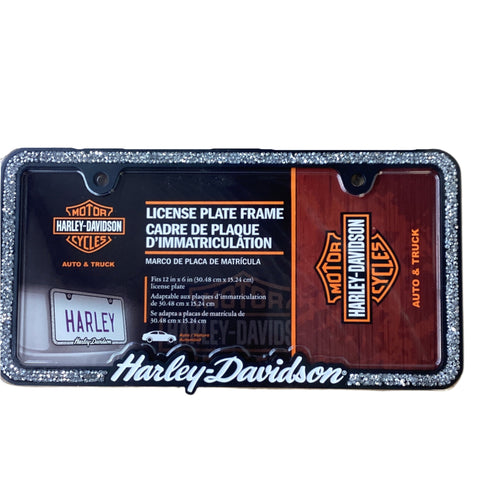 MOTOR
HARLEY-DAVIDSON
CYCLES
AUTO & TRUCK
HARLEY
Harley-Davidson
LICENSE PLATE FRAME
CADRE DE PLAQUE
D'IMMATRICULATION
MARCO DE PLACA DE MATRÍCULA
Fits 12 in x 6 in (30.48 cm x 15.24 cm)
license plate
Adaptable aux plaques d'immatriculation
de 30.48 cm x 15.24 cm
Se adapta a placas de matrícula de
30.48 cm x 15.24 cm
MOTOR
HARLEY-DAVIDSON
CYCLES
AUTO & TRUCK
Harley-Davidson®